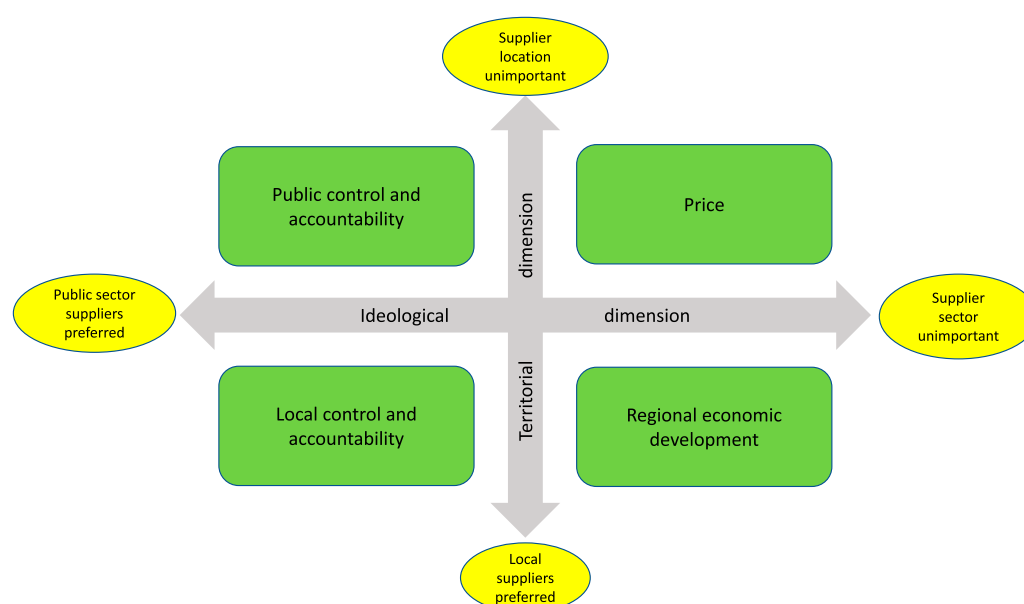 Supplier
location
unimportant
Public control and
accountability
Price
dimension
Public sector
suppliers
preferred
Ideological
dimension
Supplier
sector
unimportant
Territorial
Local control and
accountability
Regional economic
development
Local
suppliers
preferred